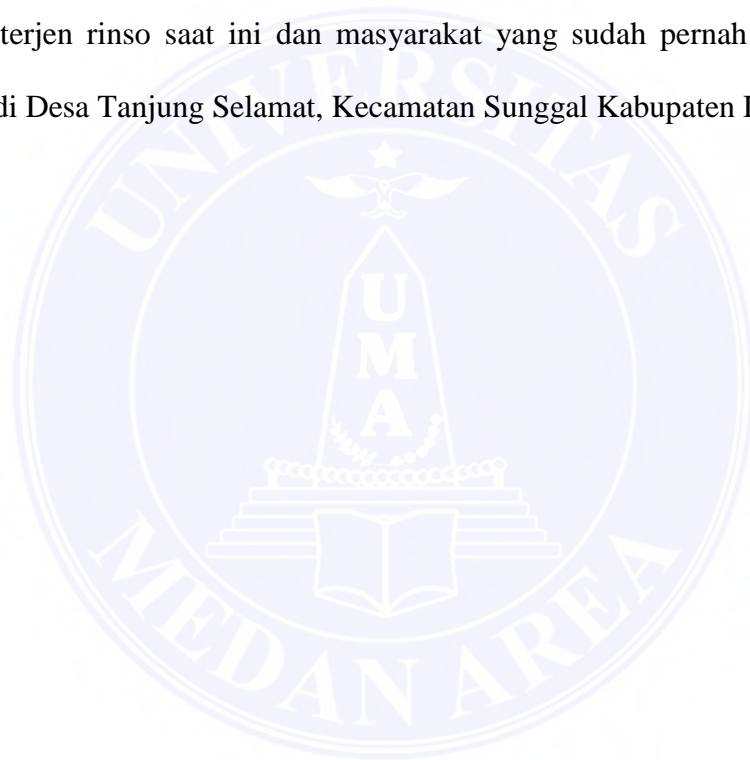 terjen rinso saat ini dan masyarakat yang sudah pernah
di Desa Tanjung Selamat, Kecamatan Sunggal Kabupaten
UNIVERSITAS
UMA
MEDAN AREA